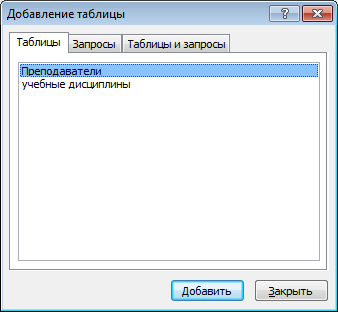 Добавление таблицы
Таблицы Запросы Таблицы и запросы
Преподаватели
учебные дисциплины
Добавить Закрыть